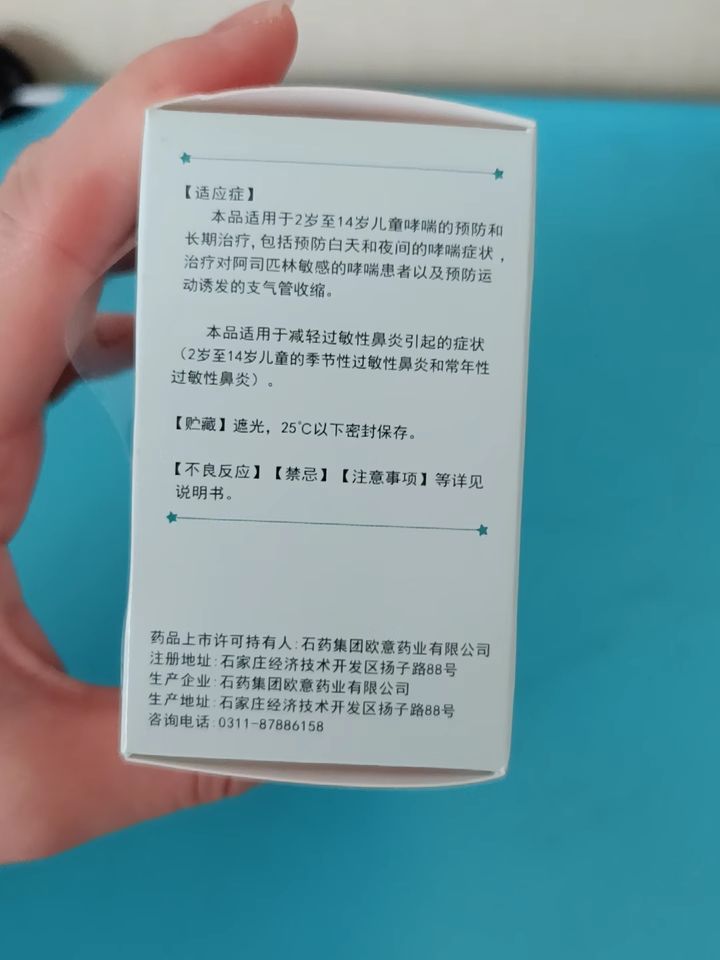 【适应症】
本品适用于2岁至14岁儿童哮喘的预防和
长期治疗,包括预防白天和夜间的哮喘症状,
治疗对阿司匹林敏感的哮喘患者以及预防运
动诱发的支气管收缩。
本品适用于减轻过敏性鼻炎引起的症状
(2岁至14岁儿童的季节性过敏性鼻炎和常年性
过敏性鼻炎)。
【贮藏】遮光,25℃以下密封保存。
【不良反应】【禁忌】【注意事项】等详见
说明书。
药品上市许可持有人:石药集团欧意药业有限公司
注册地址:石家庄经济技术开发区扬子路88号
生产企业:石药集团欧意药业有限公司
生产地址:石家庄经济技术开发区扬子路88号
咨询电话:0311-87886158